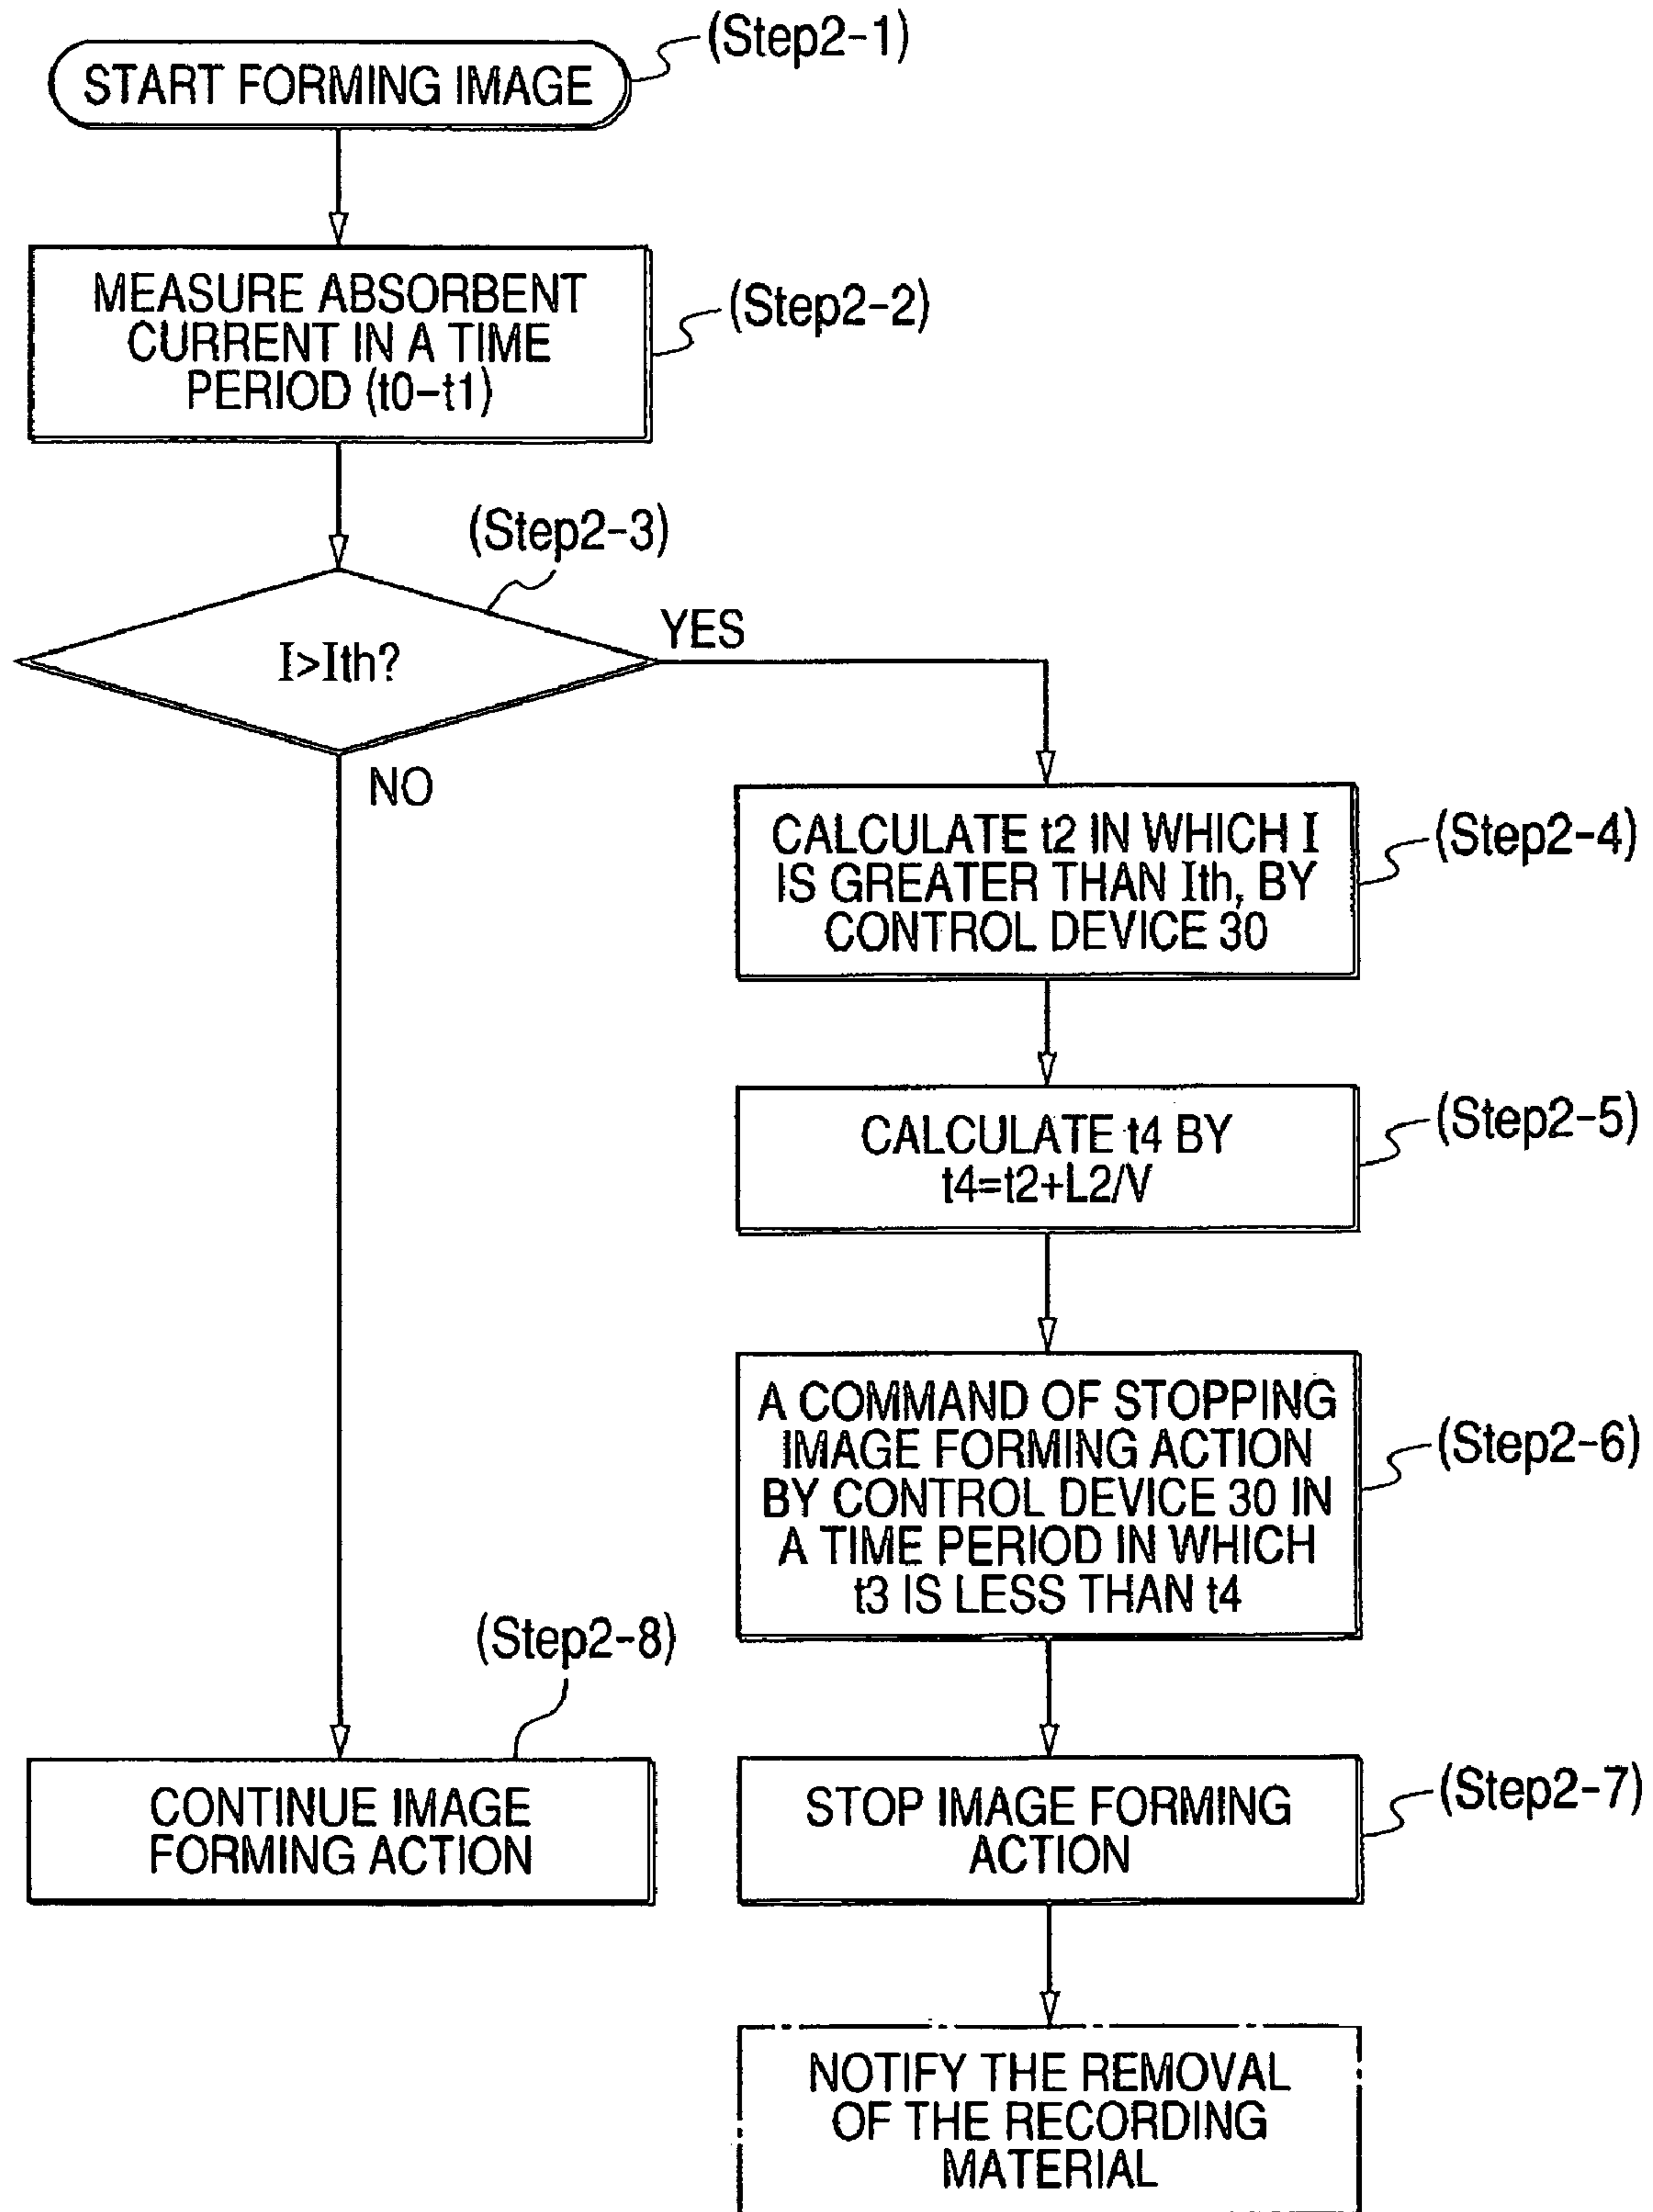 (Step2-1)
START FORMING IMAGE
MEASURE ABSORBENT
CURRENT IN A TIME
PERIOD (t0-t1)
(Step2-2)
(Step2-3)
I>Ith?
YES
NO
CALCULATE t2 IN WHICH I
IS GREATER THAN Ith, BY
CONTROL DEVICE 30
(Step2-4)
CALCULATE t4 BY
t4=t2+L2/V
(Step2-5)
A COMMAND OF STOPPING
IMAGE FORMING ACTION
BY CONTROL DEVICE 30 IN
A TIME PERIOD IN WHICH
t3 IS LESS THAN t4
(Step2-6)
(Step2-8)
CONTINUE IMAGE
FORMING ACTION
STOP IMAGE FORMING
ACTION
(Step2-7)
NOTIFY THE REMOVAL
OF THE RECORDING
MATERIAL